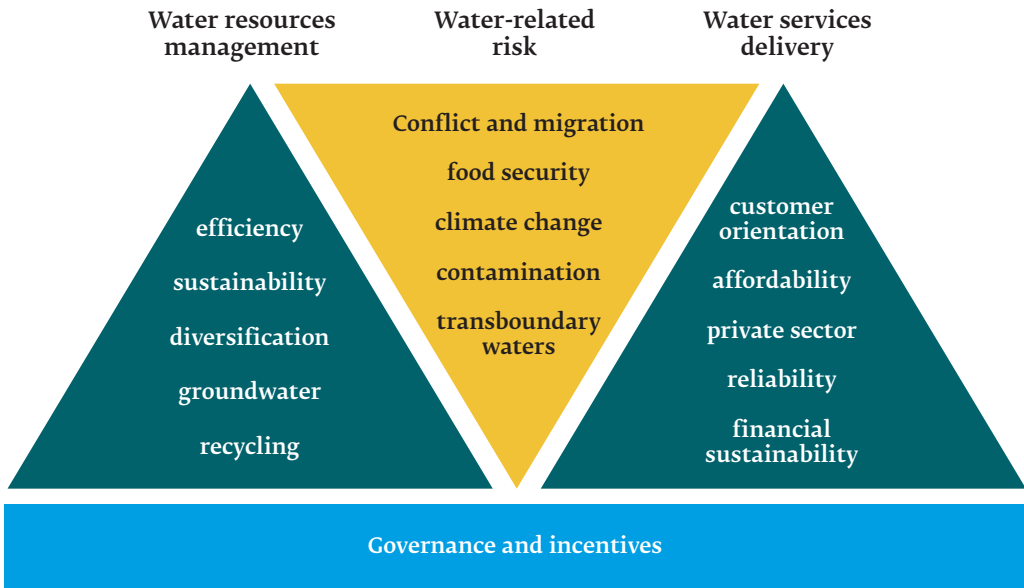 Water resources
management
Water-related
risk
Water services
delivery
efficiency
sustainability
diversification
groundwater
recycling
Conflict and migration
food security
climate change
contamination
transboundary
waters
customer
orientation
affordability
private sector
reliability
financial
sustainability
Governance and incentives